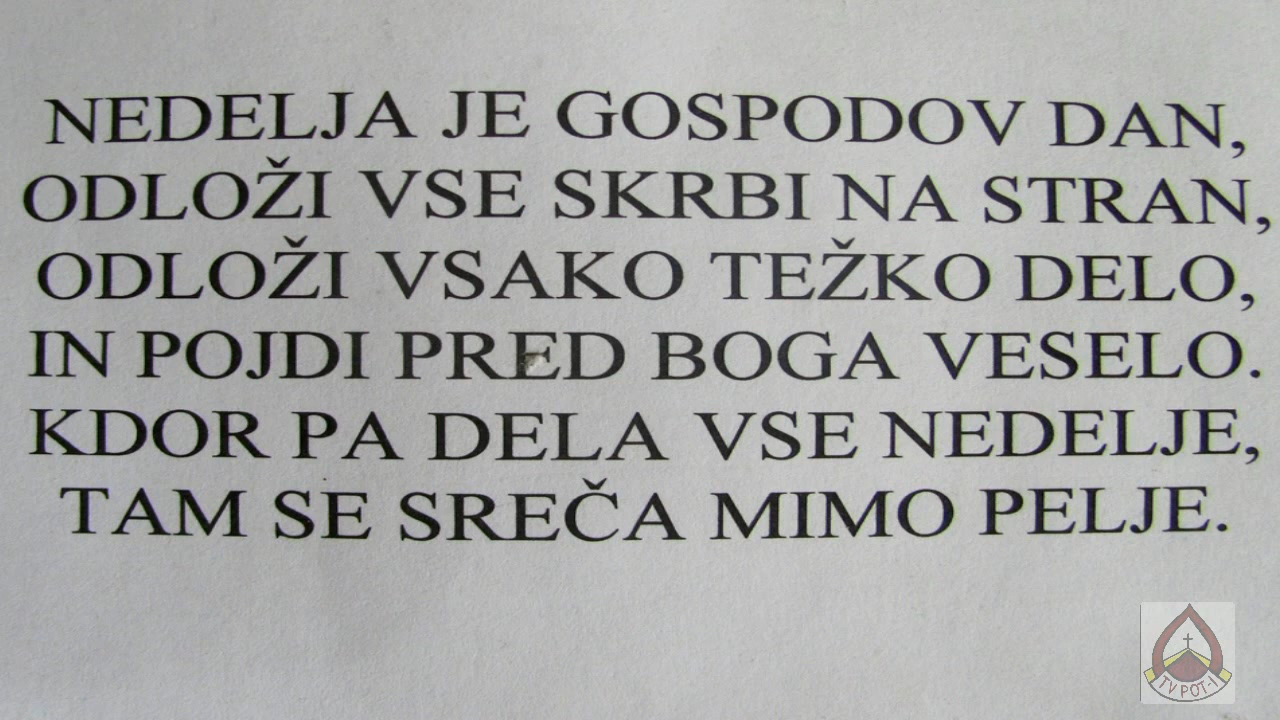 NEDELJA JE GOSPODOV DAN,
ODLOŽI VSE SKRBI NA STRAN,
ODLOŽI VSAKO TEŽKO DELO,
IN POJDI PRED BOGA VESELO.
KDOR PA DELA VSE NEDELJE,
TAM SE SREČA MIMO PELJE.
TV POT-1